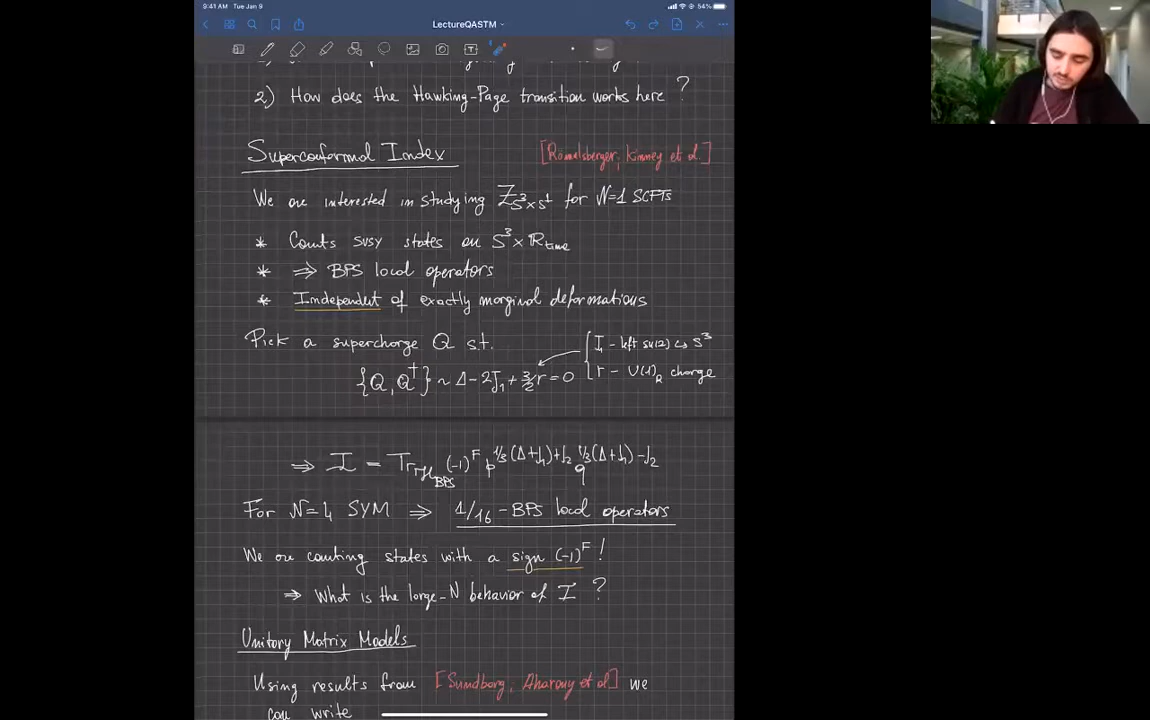 9:41 AM Tue Jan 9
54%
LectureQASTM
2) How does the Hawking-Page transition works here ?
Superconformal Index [Römelsberger, Kinney et al.]
We are interested in studying Z_{S³×S¹} for N=1 SCFTs
* Counts susy states on S³ × ℝ_time
* ⇒ BPS local operators
* Independent of exactly marginal deformations
Pick a supercharge Q s.t.
J₁ - left su(2) ↪ S³
r - U(1)_R charge
{Q, Q†} ~ Δ - 2J₁ + 3/2 r = 0
⇒ I = Tr_{H_BPS} (-1)^F p^{1/3(Δ+J₁)+J₂} q^{1/3(Δ+J₁)-J₂}
For N=4 SYM ⇒ 1/16 - BPS local operators
We are counting states with a sign (-1)^F !
⇒ What is the large-N behavior of I ?
Unitary Matrix Models
Using results from [Sundborg, Aharony et al] we
can write